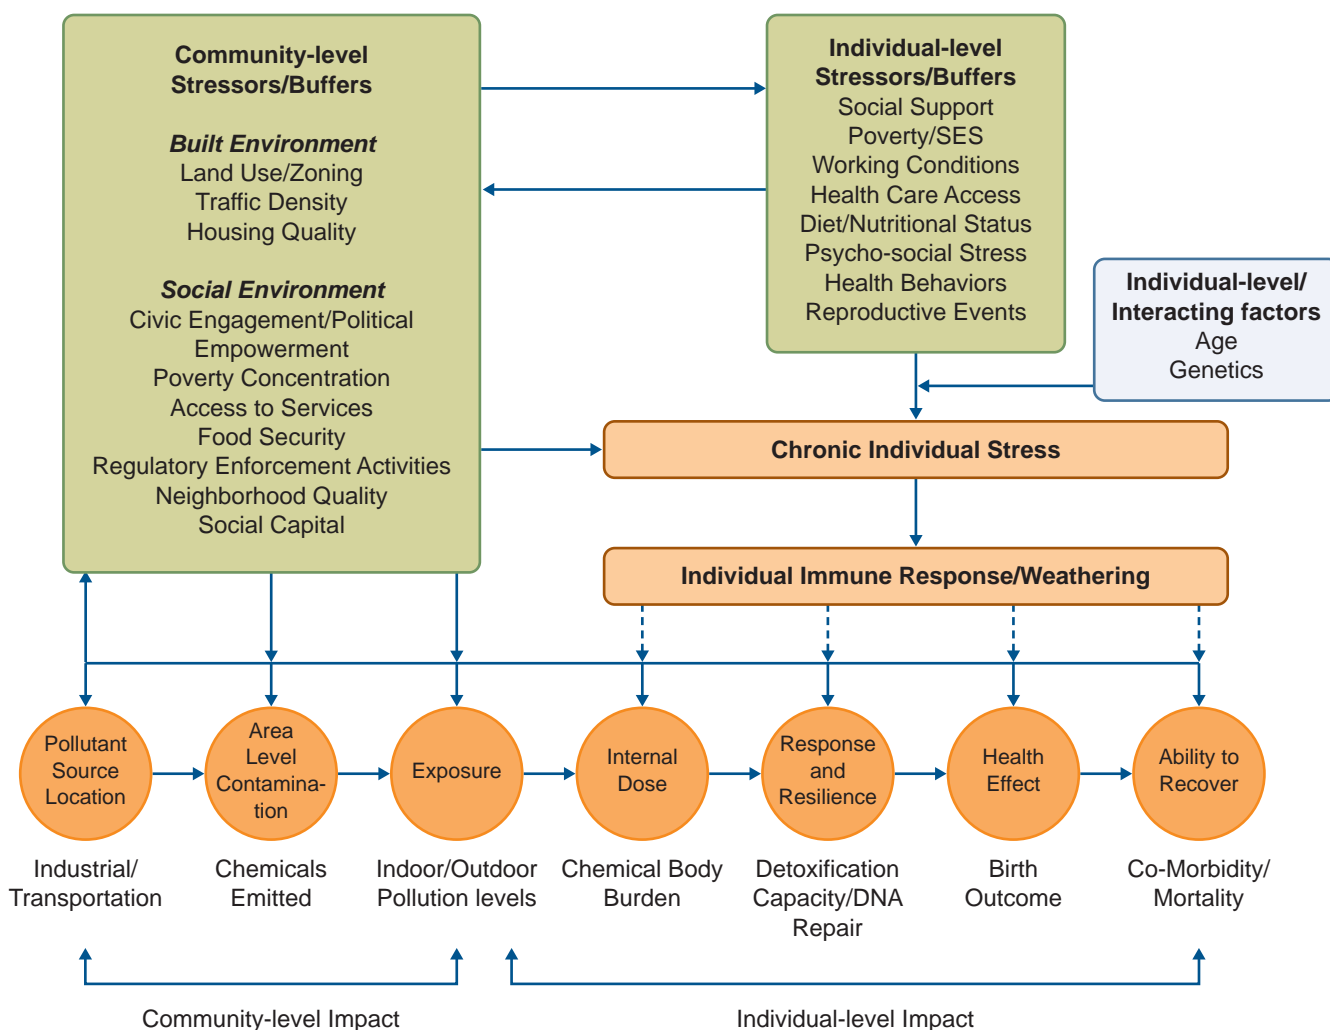 Community-level
Stressors/Buffers
Built Environment
Land Use/Zoning
Traffic Density
Housing Quality
Social Environment
Civic Engagement/Political
Empowerment
Poverty Concentration
Access to Services
Food Security
Regulatory Enforcement Activities
Neighborhood Quality
Social Capital
Individual-level
Stressors/Buffers
Social Support
Poverty/SES
Working Conditions
Health Care Access
Diet/Nutritional Status
Psycho-social Stress
Health Behaviors
Reproductive Events
Individual-level/
Interacting factors
Age
Genetics
Chronic Individual Stress
Individual Immune Response/Weathering
Pollutant
Source
Location
Area
Level
Contamina-
tion
Exposure
Internal
Dose
Response
and
Resilience
Health
Effect
Ability to
Recover
Industrial/
Transportation
Chemicals
Emitted
Indoor/Outdoor
Pollution levels
Chemical Body
Burden
Detoxification
Capacity/DNA
Repair
Birth
Outcome
Co-Morbidity/
Mortality
Community-level Impact
Individual-level Impact